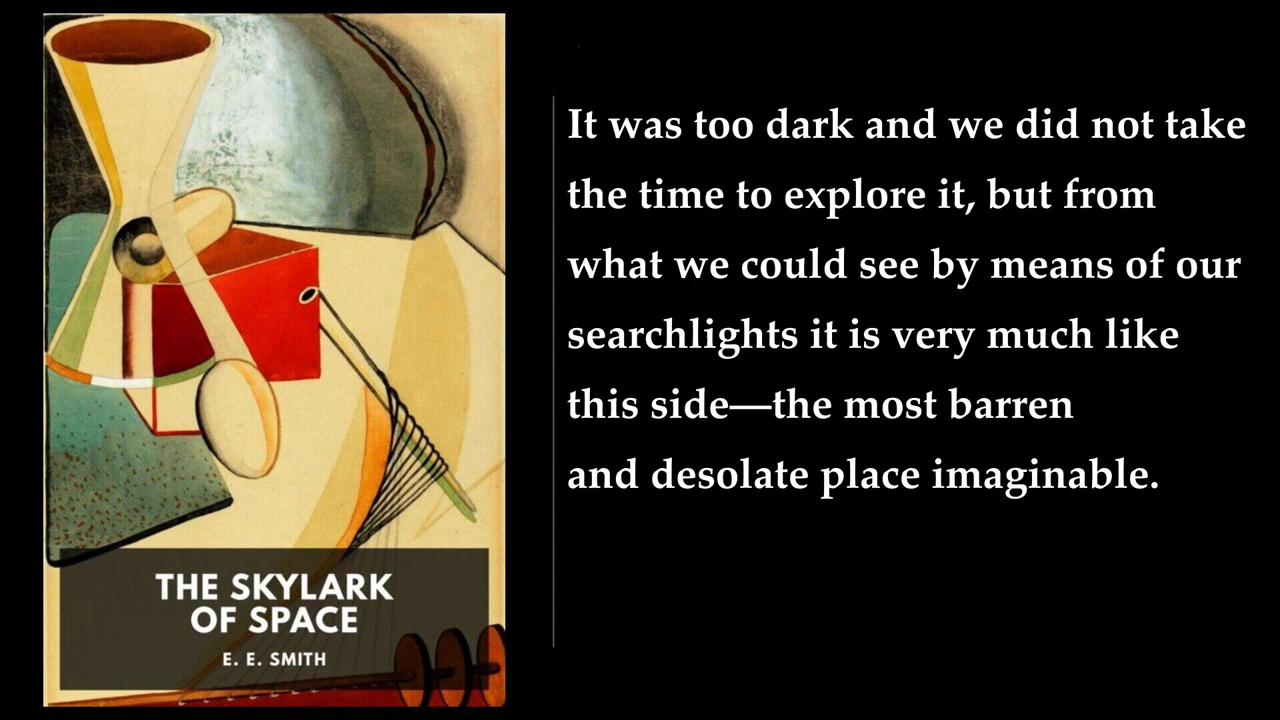 THE SKYLARK
OF SPACE
E. E. SMITH
It was too dark and we did not take
the time to explore it, but from
what we could see by means of our
searchlights it is very much like
this side—the most barren
and desolate place imaginable.